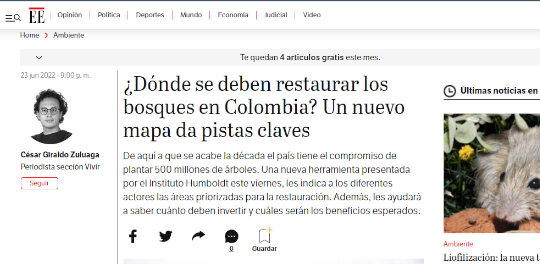 EE
Opinión
Política
Deportes
Mundo
Economía
Judicial
Video
Home
Ambiente
Te quedan 4 articulos gratis este mes.
23 jun 2022 - 9:00 p. m.
¿Dónde se deben restaurar los
bosques en Colombia? Un nuevo
mapa da pistas claves
César Giraldo Zuluaga
Periodista sección Vivir
Seguir
De aquí a que se acabe la década el país tiene el compromiso de
plantar 500 millones de árboles. Una nueva herramienta presentada
por el Instituto Humboldt este viernes, les indica a los diferentes
actores las áreas priorizadas para la restauración. Además, les ayudará
a saber cuánto deben invertir y cuáles serán los beneficios esperados.
0
Guardar
Últimas noticias en
Ambiente
Liofilización: la nueva t